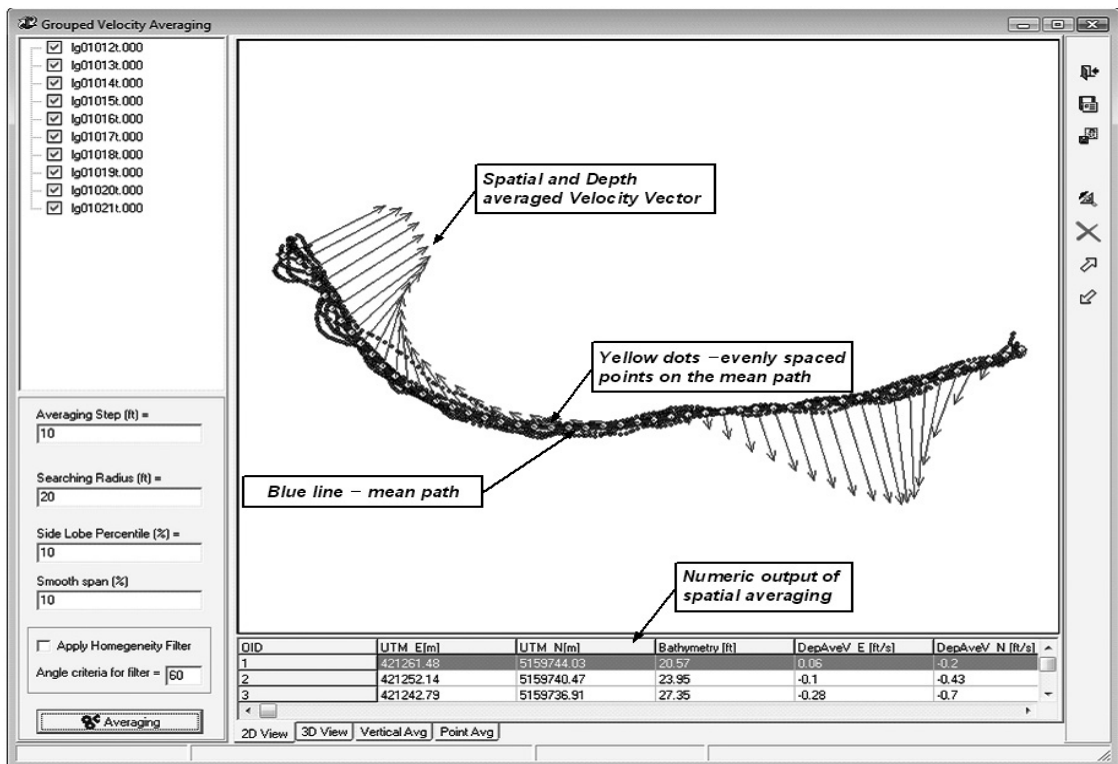 Grouped Velocity Averaging
lg01012t.000
lg01013t.000
lg01014t.000
lg01015t.000
lg01016t.000
lg01017t.000
lg01018t.000
lg01019t.000
lg01020t.000
lg01021t.000
Spatial and Depth
averaged Velocity Vector
Yellow dots –evenly spaced
points on the mean path
Blue line – mean path
Numeric output of
spatial averaging
Averaging Step (ft) =
10
Searching Radius (ft) =
20
Side Lobe Percentile (%) =
10
Smooth span (%)
10
Apply Homegeneity Filter
Angle criteria for filter = 60
Averaging
OID UTM_E[m] UTM_N[m] Bathymetry [ft] DepAveV_E [ft/s] DepAveV_N [ft/s]
1 421261.48 5159744.03 20.57 0.06 -0.2
2 421252.14 5159740.47 23.95 -0.1 -0.43
3 421242.79 5159736.91 27.35 -0.28 -0.7
2D View 3D View Vertical Avg Point Avg